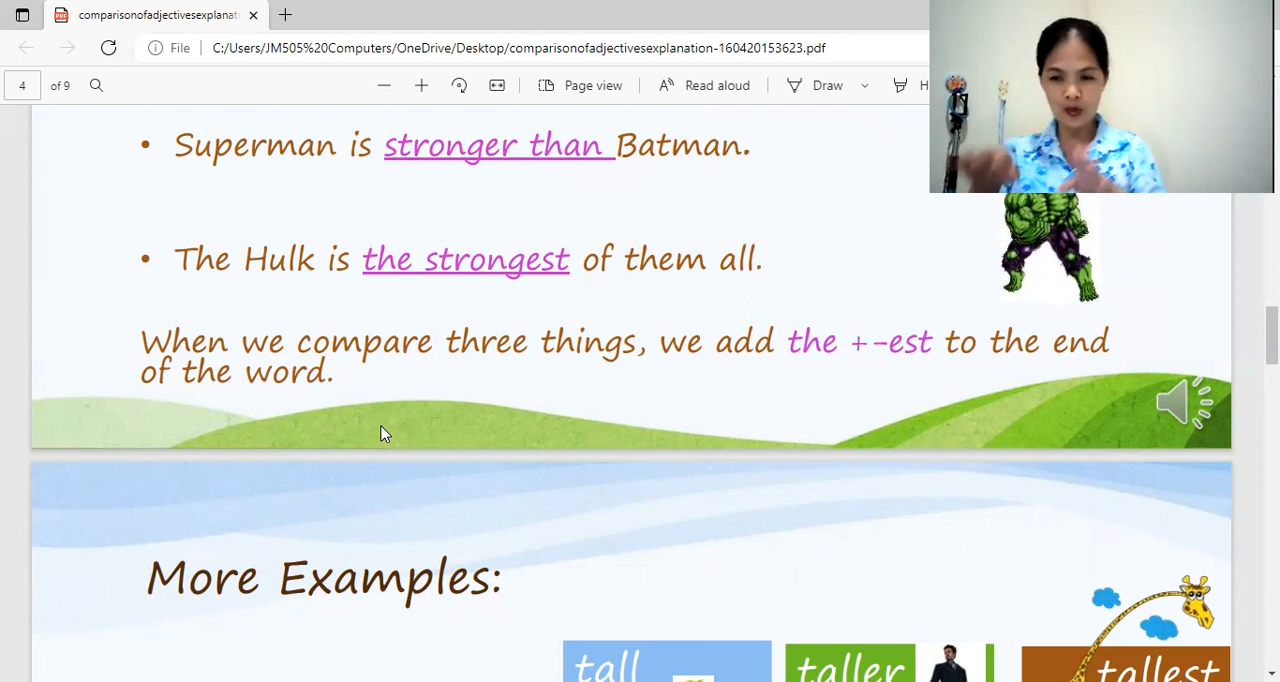 comparisonofadjectivesexplanat
File C:/Users/JM505%20Computers/OneDrive/Desktop/comparisonofadjectivesexplanation-160420153623.pdf
4 of 9 Page view Read aloud Draw H
• Superman is stronger than Batman.
• The Hulk is the strongest of them all.
When we compare three things, we add the +-est to the end
of the word.
More Examples:
tall taller tallest